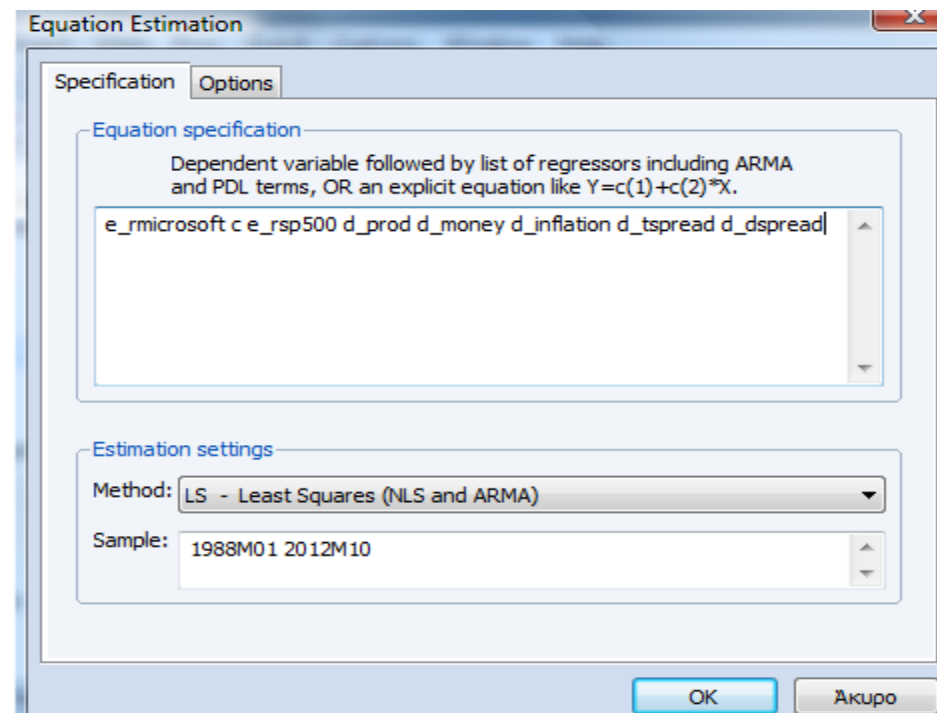 Equation Estimation
Specification
Options
Equation specification
Dependent variable followed by list of regressors including ARMA
and PDL terms, OR an explicit equation like Y=c(1)+c(2)*X.
e_rmicrosoft c e_rsp500 d_prod d_money d_inflation d_tspread d_dspread
Estimation settings
Method: LS - Least Squares (NLS and ARMA)
Sample: 1988M01 2012M10
OK
Άκυρο